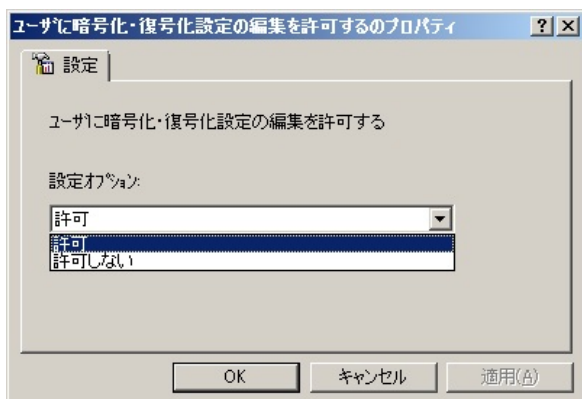 ユーザに暗号化・復号化設定の編集を許可するのプロパティ
設定
ユーザに暗号化・復号化設定の編集を許可する
設定オプション:
許可
許可
許可しない
OK キャンセル 適用(A)